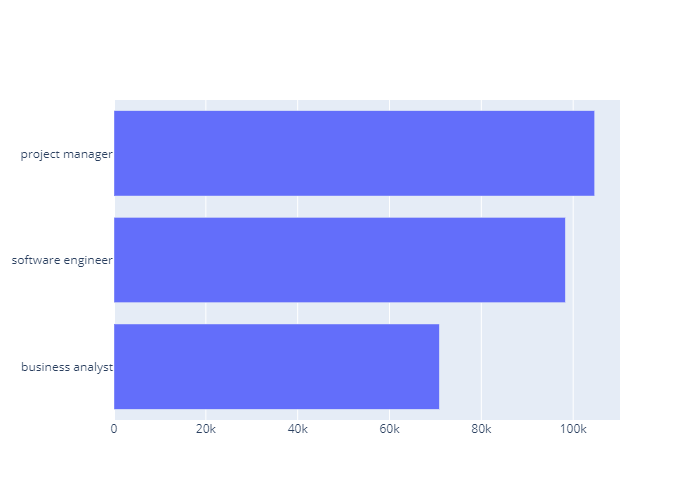 project manager
software engineer
business analyst
0 20k 40k 60k 80k 100k